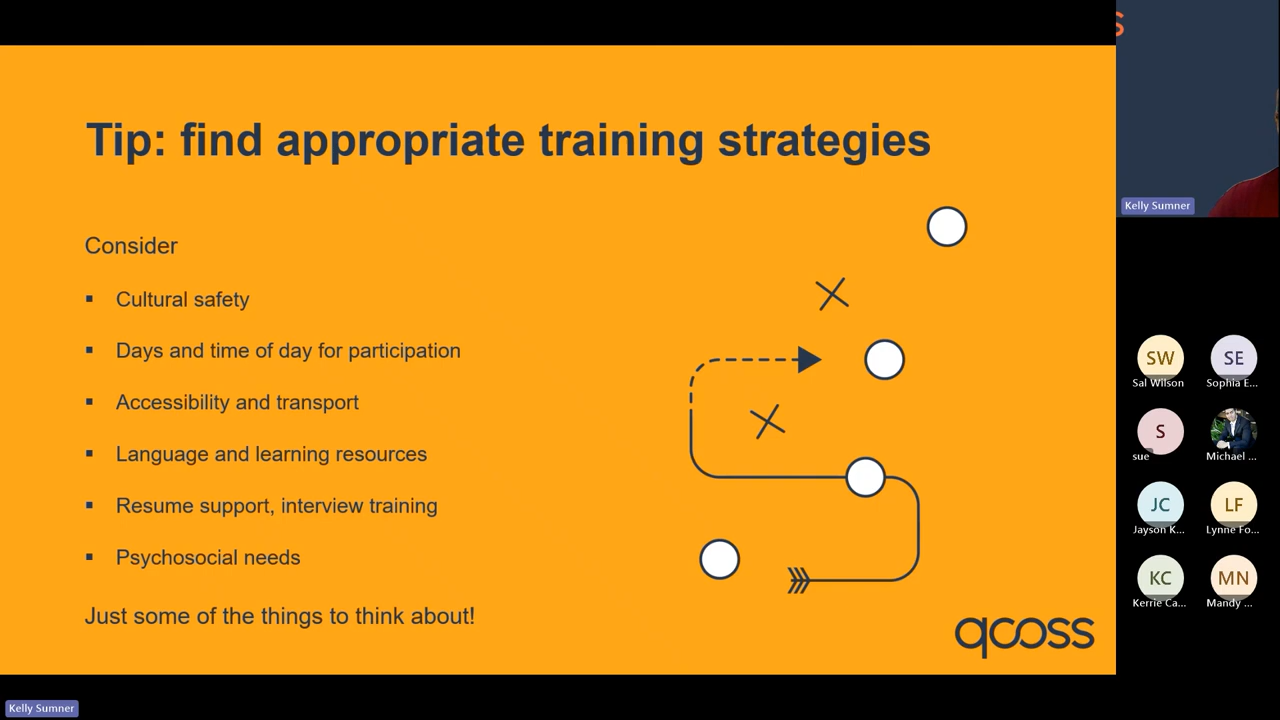 Tip: find appropriate training strategies
Consider
Cultural safety
Days and time of day for participation
Accessibility and transport
Language and learning resources
Resume support, interview training
Psychosocial needs
Just some of the things to think about!
qcoss
Kelly Sumner
S
Kelly Sumner
SW
SE
Sal Wilson
Sophia E...
S
sue
Michael ...
JC
LF
Jayson K...
Lynne Fo...
KC
MN
Kerrie Ca...
Mandy ...